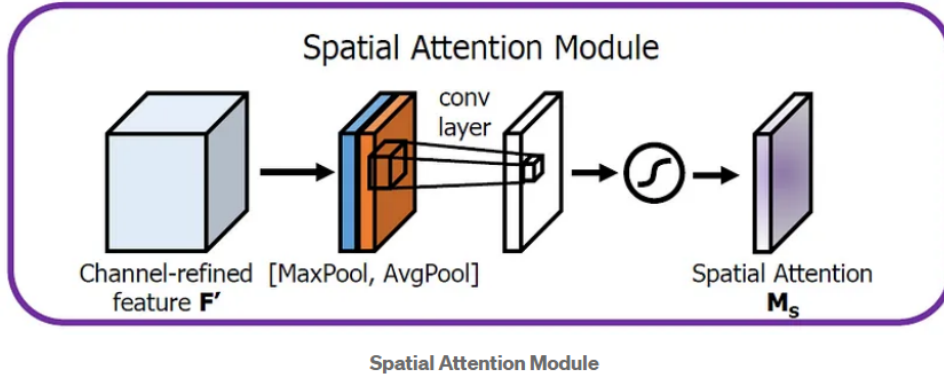 Spatial Attention Module
conv
layer
Channel-refined
feature F'
[MaxPool, AvgPool]
Spatial Attention
Ms
Spatial Attention Module